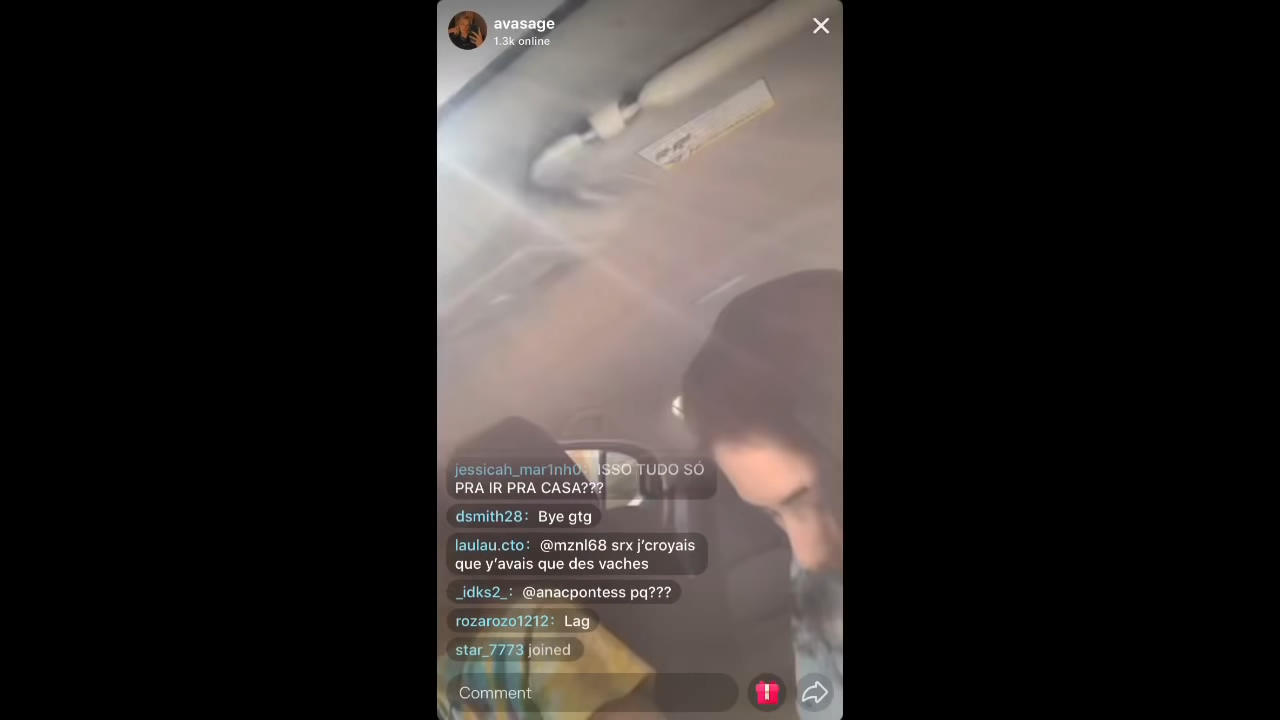 avasage
1.3k online
jessicah_mar1nh0: ISSO TUDO SÓ
PRA IR PRA CASA???
dsmith28: Bye gtg
laulau.cto: @mznl68 srx j’croyais
que y’avais que des vaches
_idks2_: @anacpontess pq???
rozarozo1212: Lag
star_7773 joined
Comment